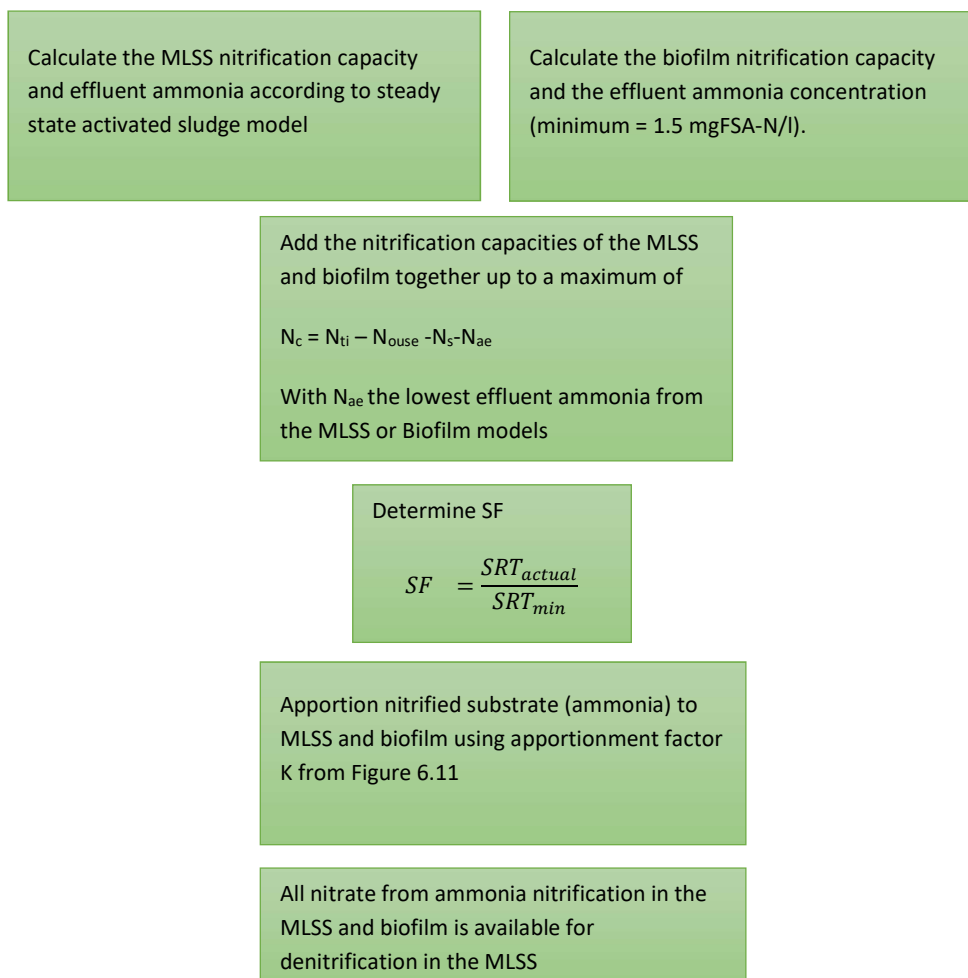 Calculate the MLSS nitrification capacity
and effluent ammonia according to steady
state activated sludge model
Calculate the biofilm nitrification capacity
and the effluent ammonia concentration
(minimum = 1.5 mgFSA-N/l).
Add the nitrification capacities of the MLSS
and biofilm together up to a maximum of
Nc = Nti – Nouse -Ns-Nae
With Nae the lowest effluent ammonia from
the MLSS or Biofilm models
Determine SF
SF = SRTactual / SRTmin
Apportion nitrified substrate (ammonia) to
MLSS and biofilm using apportionment factor
K from Figure 6.11
All nitrate from ammonia nitrification in the
MLSS and biofilm is available for
denitrification in the MLSS